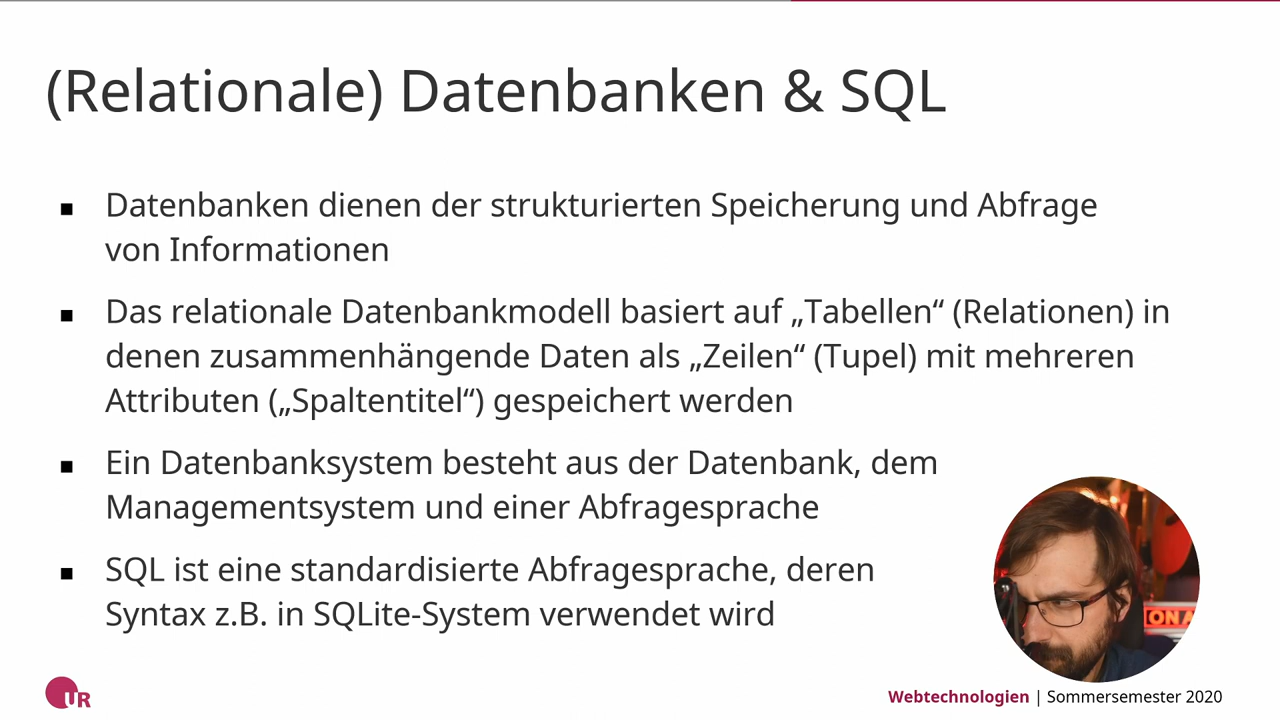 (Relationale) Datenbanken & SQL
▪ Datenbanken dienen der strukturierten Speicherung und Abfrage
von Informationen
▪ Das relationale Datenbankmodell basiert auf „Tabellen“ (Relationen) in
denen zusammenhängende Daten als „Zeilen“ (Tupel) mit mehreren
Attributen („Spaltentitel“) gespeichert werden
▪ Ein Datenbanksystem besteht aus der Datenbank, dem
Managementsystem und einer Abfragesprache
▪ SQL ist eine standardisierte Abfragesprache, deren
Syntax z.B. in SQLite-System verwendet wird
ON A
UR
Webtechnologien | Sommersemester 2020